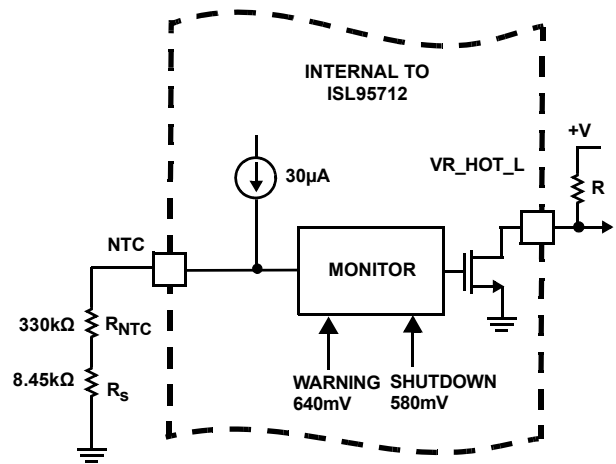 INTERNAL TO
ISL95712
+V
VR_HOT_L
R
30µA
NTC
MONITOR
330kΩ
RNTC
8.45kΩ
Rs
WARNING
640mV
SHUTDOWN
580mV